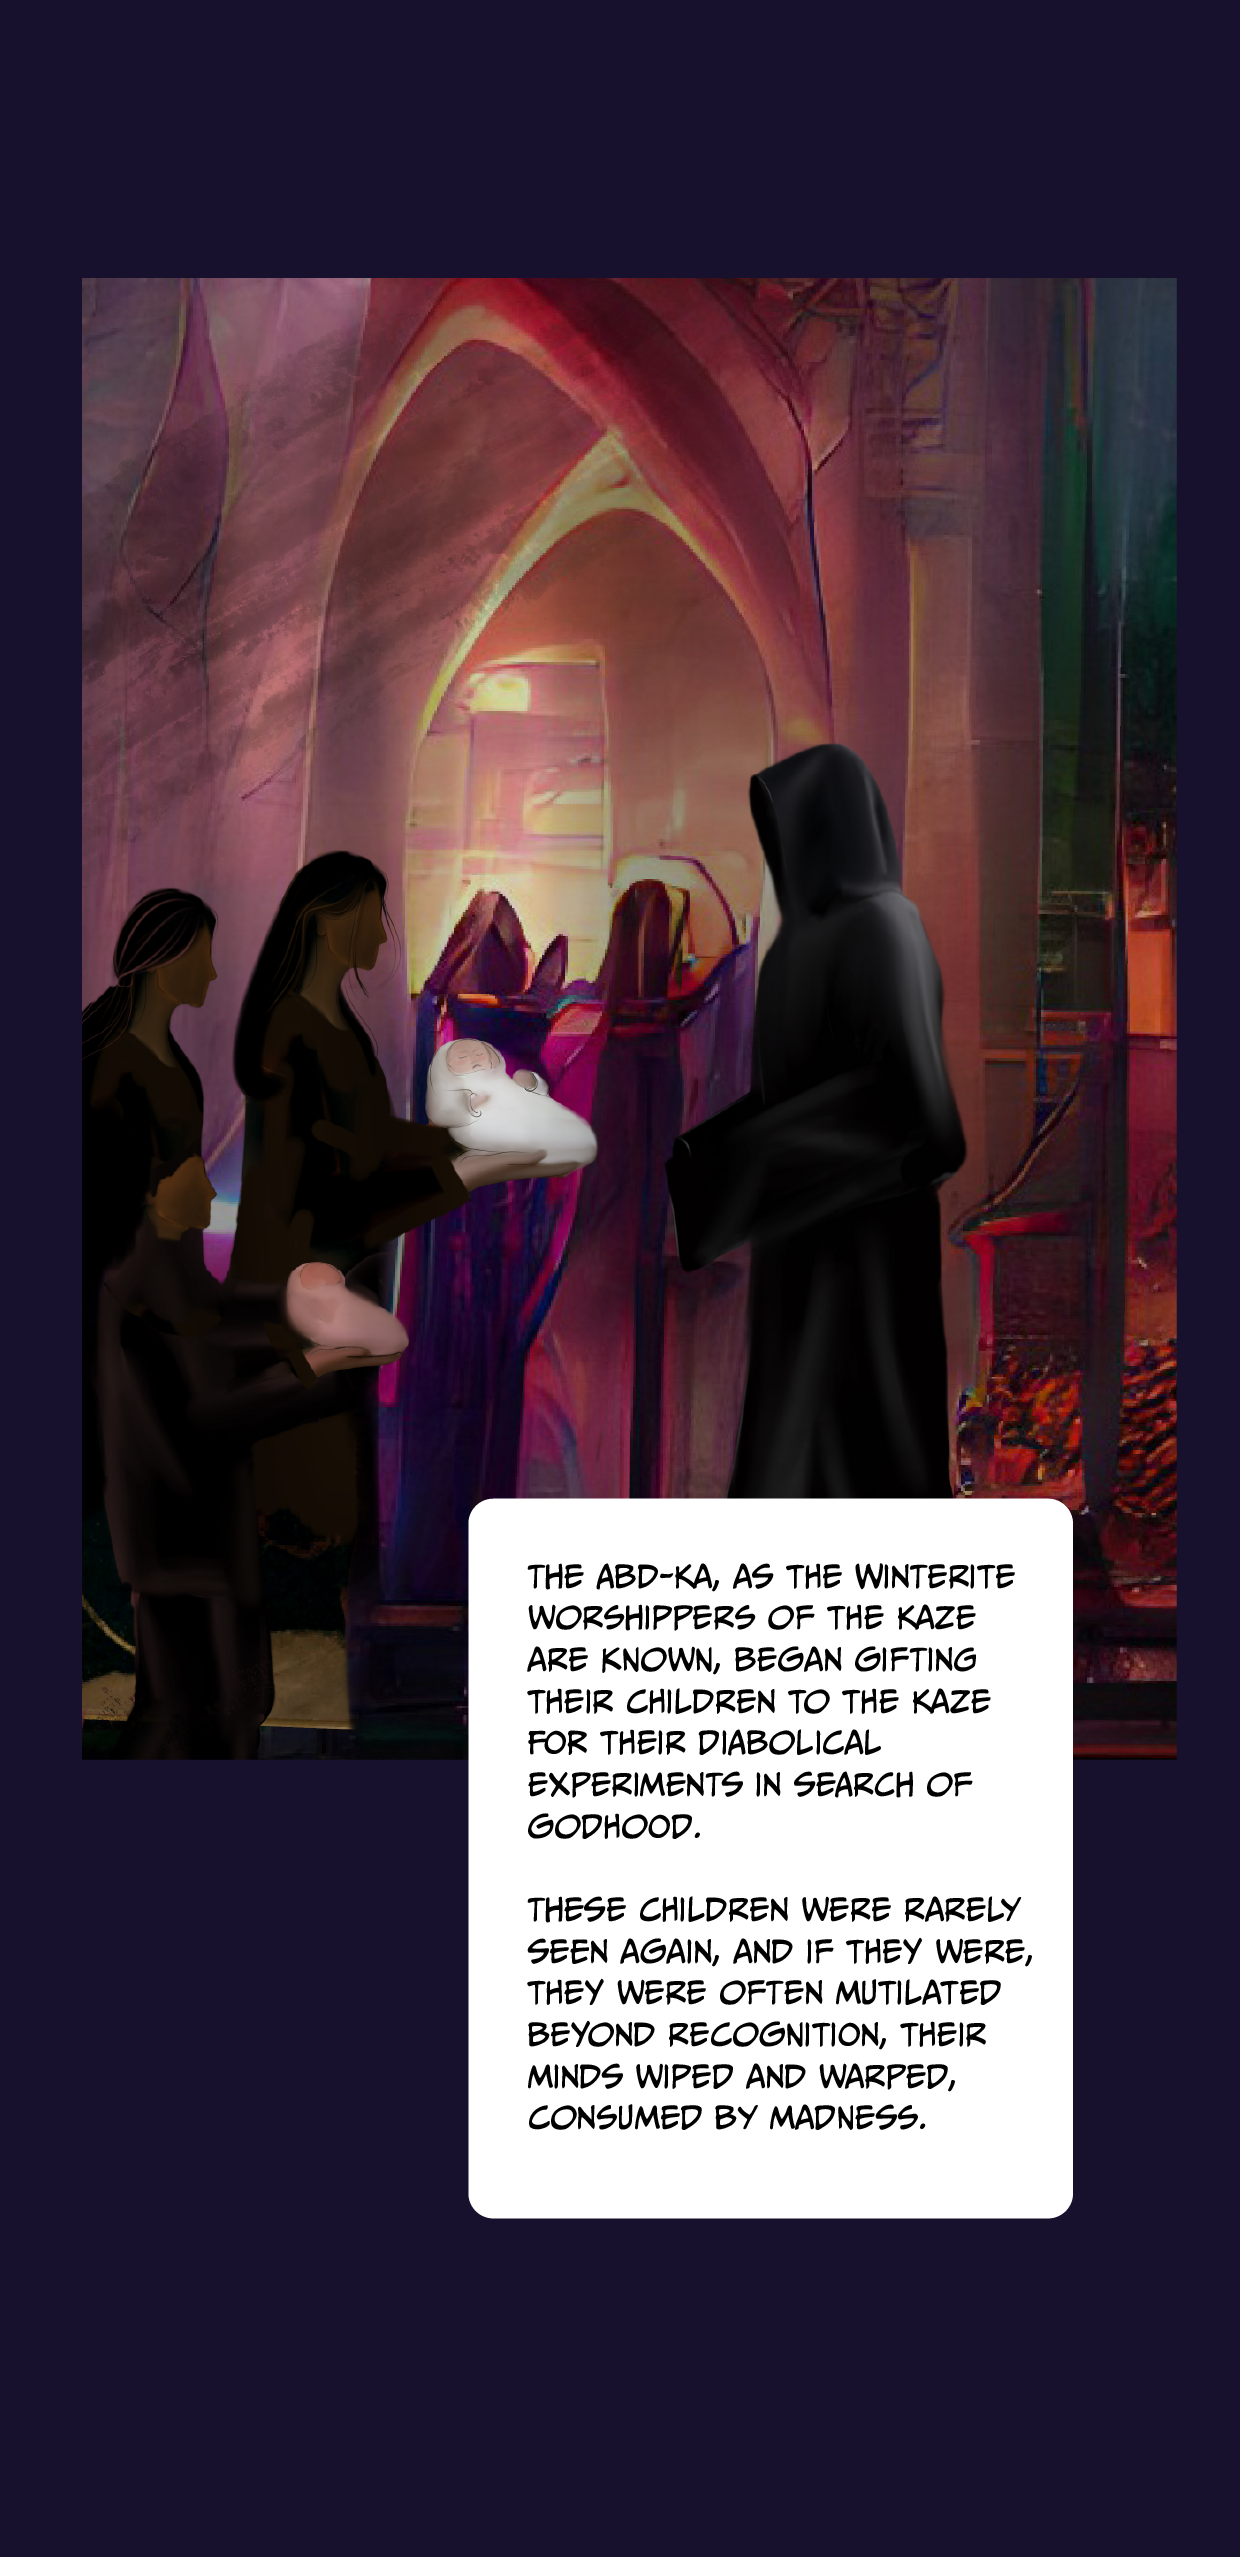 THE ABD-KA, AS THE WINTERITE
WORSHIPPERS OF THE KAZE
ARE KNOWN, BEGAN GIFTING
THEIR CHILDREN TO THE KAZE
FOR THEIR DIABOLICAL
EXPERIMENTS IN SEARCH OF
GODHOOD.
THESE CHILDREN WERE RARELY
SEEN AGAIN, AND IF THEY WERE,
THEY WERE OFTEN MUTILATED
BEYOND RECOGNITION, THEIR
MINDS WIPED AND WARPED,
CONSUMED BY MADNESS.